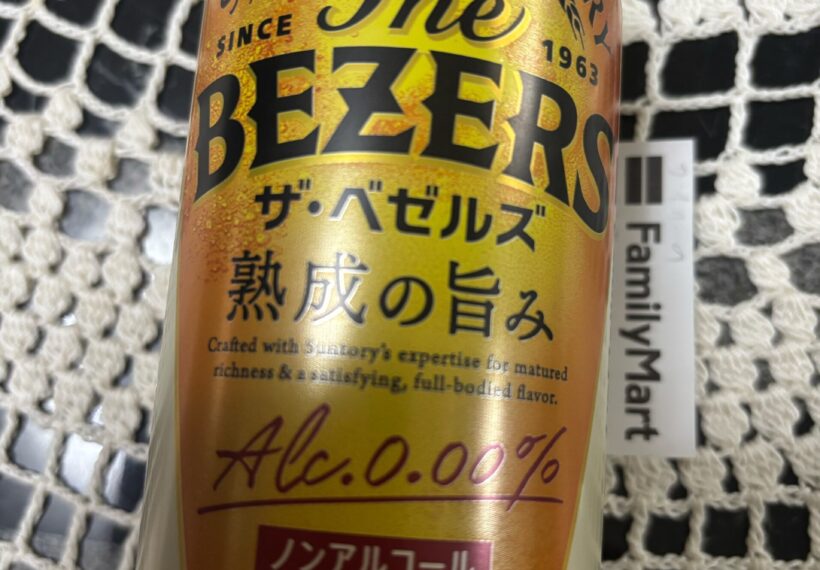 The
SINCE 1963
BEZERS
ザ・ベゼルズ
熟成の旨み
Crafted with Suntory's expertise for matured
richness & a satisfying, full-bodied flavor.
Alc.0.00%
ノンアルコール
FamilyMart